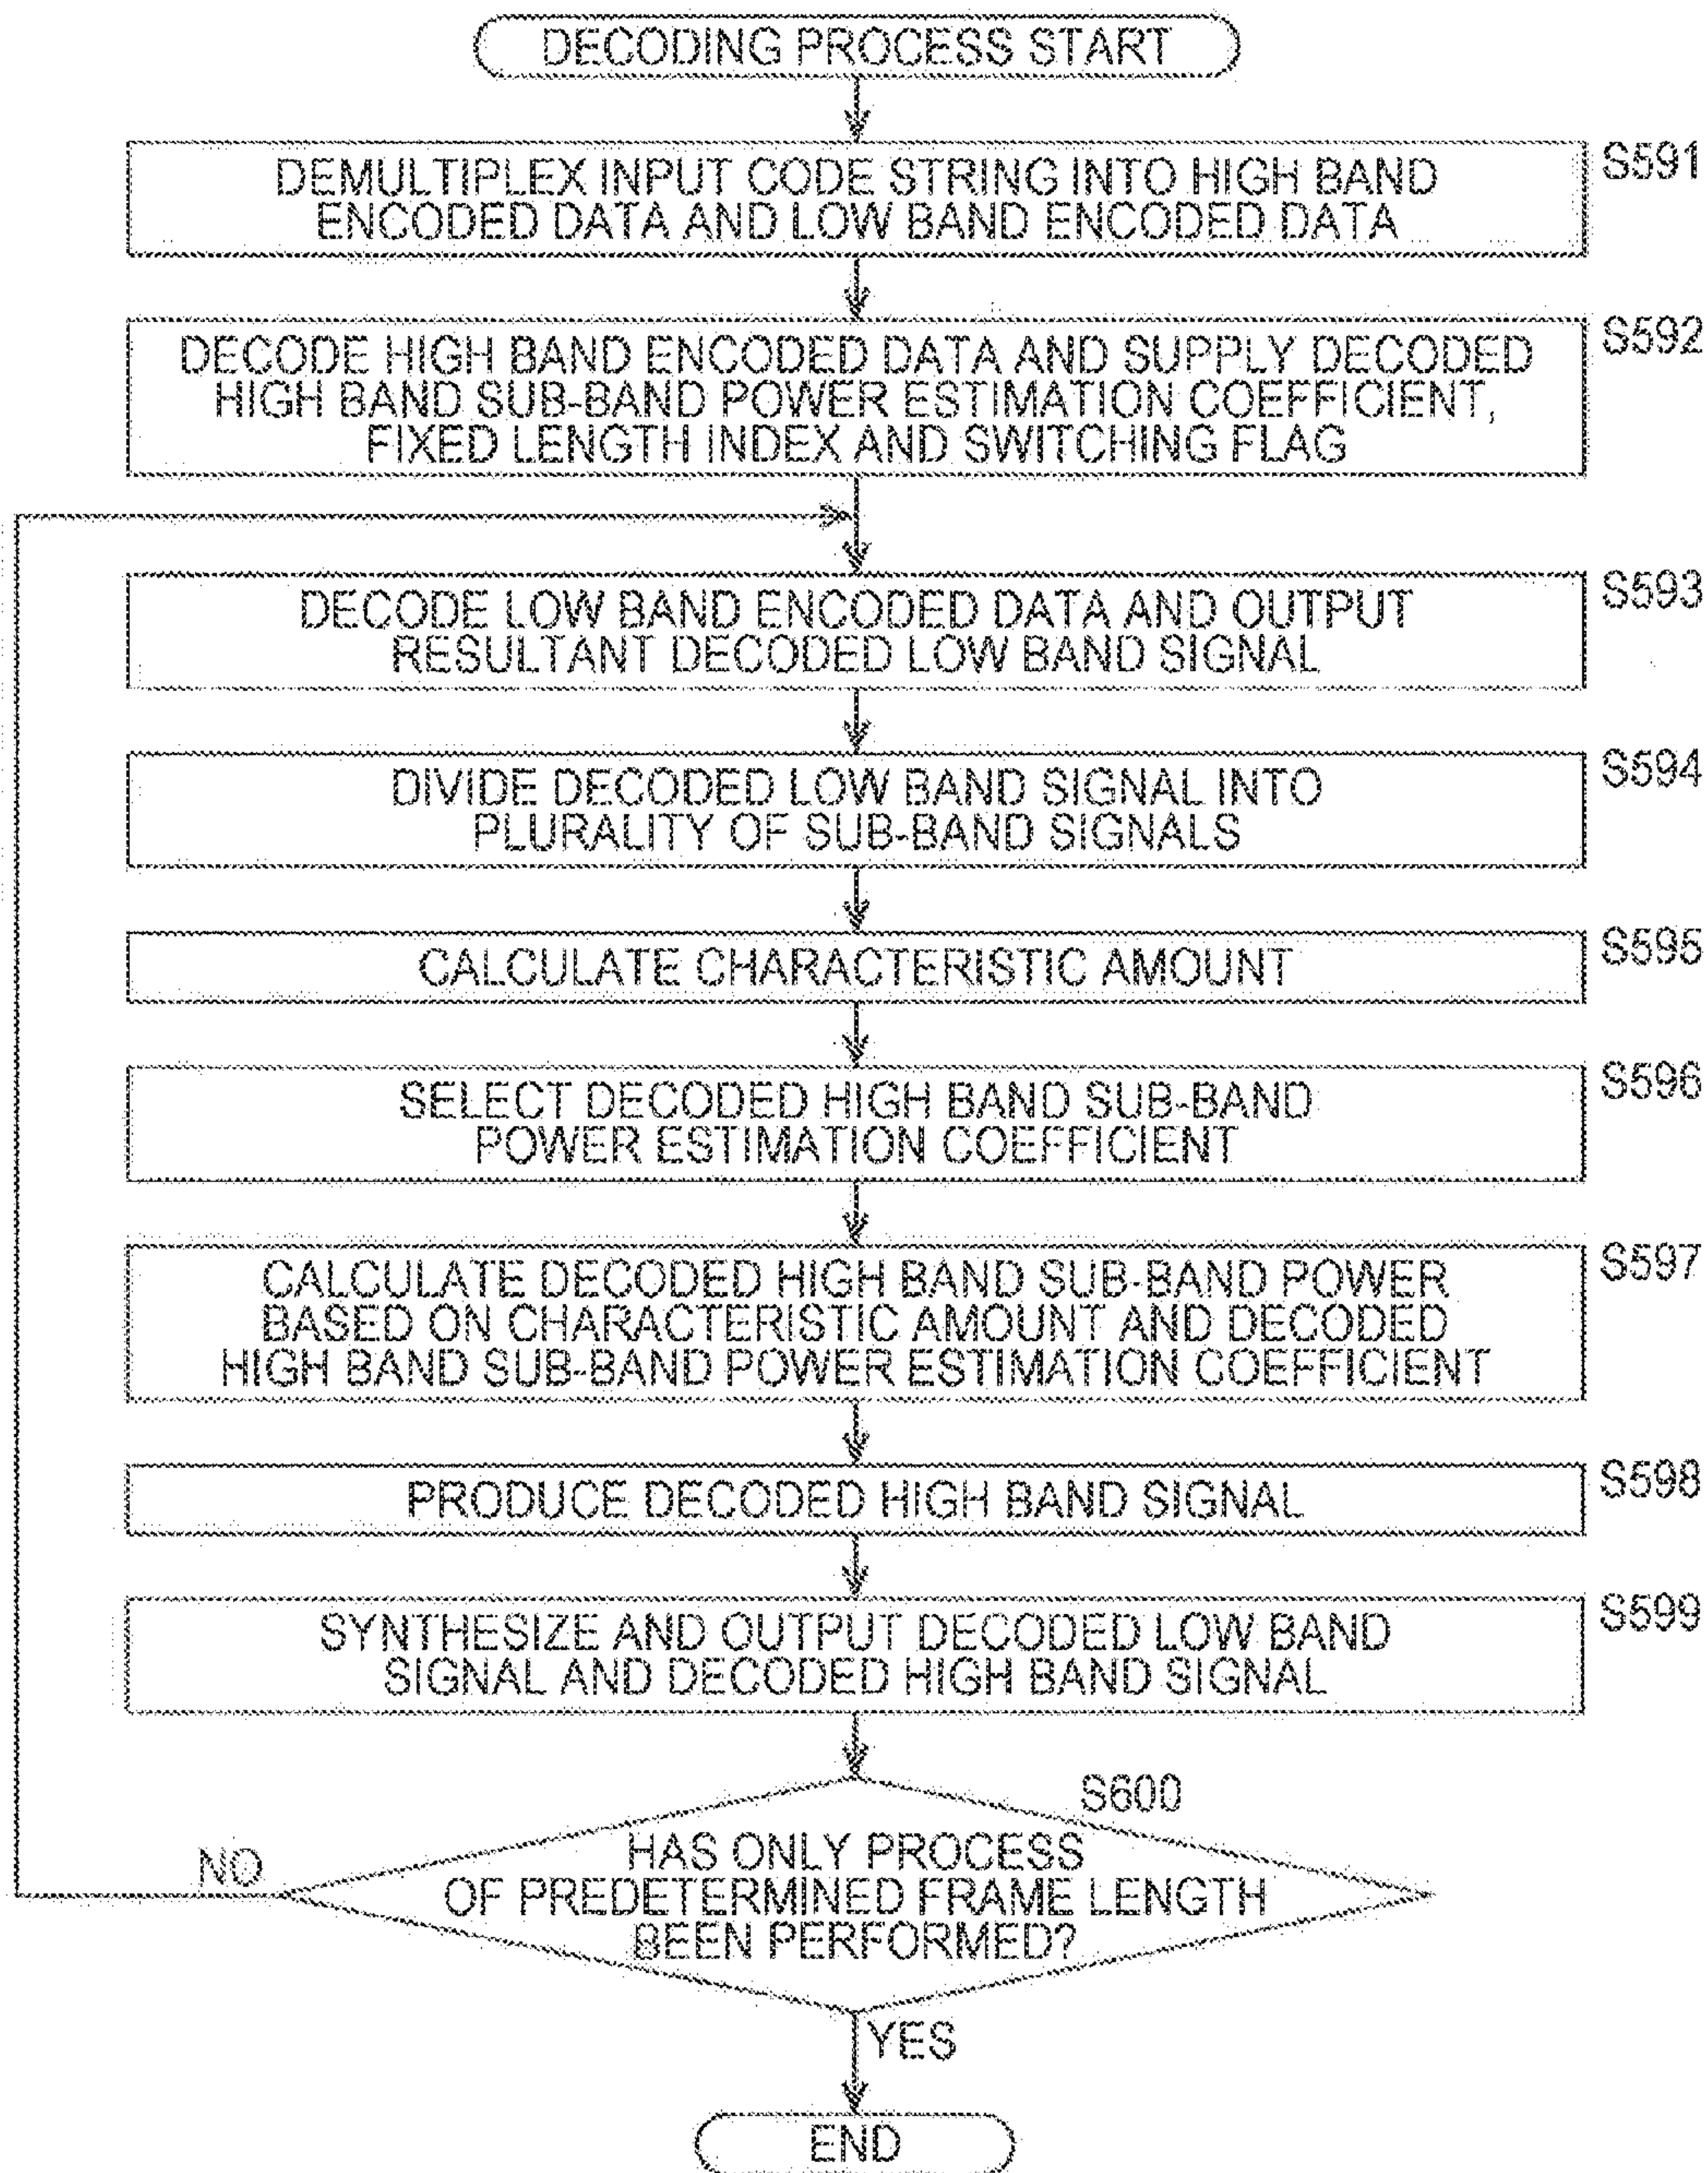 DECODING PROCESS START
S591
DEMULTIPLEX INPUT CODE STRING INTO HIGH BAND
ENCODED DATA AND LOW BAND ENCODED DATA
S592
DECODE HIGH BAND ENCODED DATA AND SUPPLY DECODED
HIGH BAND SUB-BAND POWER ESTIMATION COEFFICIENT,
FIXED LENGTH INDEX AND SWITCHING FLAG
S593
DECODE LOW BAND ENCODED DATA AND OUTPUT
RESULTANT DECODED LOW BAND SIGNAL
S594
DIVIDE DECODED LOW BAND SIGNAL INTO
PLURALITY OF SUB-BAND SIGNALS
S595
CALCULATE CHARACTERISTIC AMOUNT
S596
SELECT DECODED HIGH BAND SUB-BAND
POWER ESTIMATION COEFFICIENT
S597
CALCULATE DECODED HIGH BAND SUB-BAND POWER
BASED ON CHARACTERISTIC AMOUNT AND DECODED
HIGH BAND SUB-BAND POWER ESTIMATION COEFFICIENT
S598
PRODUCE DECODED HIGH BAND SIGNAL
S599
SYNTHESIZE AND OUTPUT DECODED LOW BAND
SIGNAL AND DECODED HIGH BAND SIGNAL
S600
HAS ONLY PROCESS
OF PREDETERMINED FRAME LENGTH
BEEN PERFORMED?
NO
YES
END